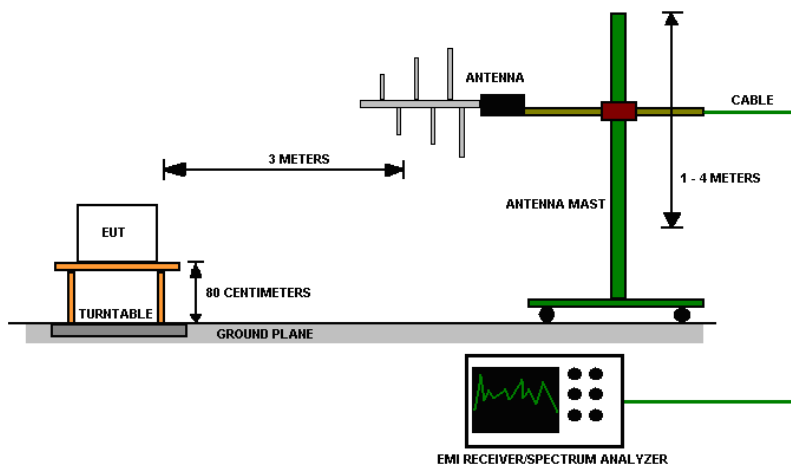 ANTENNA
CABLE
3 METERS
1 - 4 METERS
ANTENNA MAST
EUT
80 CENTIMETERS
TURNTABLE
GROUND PLANE
EMI RECEIVER/SPECTRUM ANALYZER